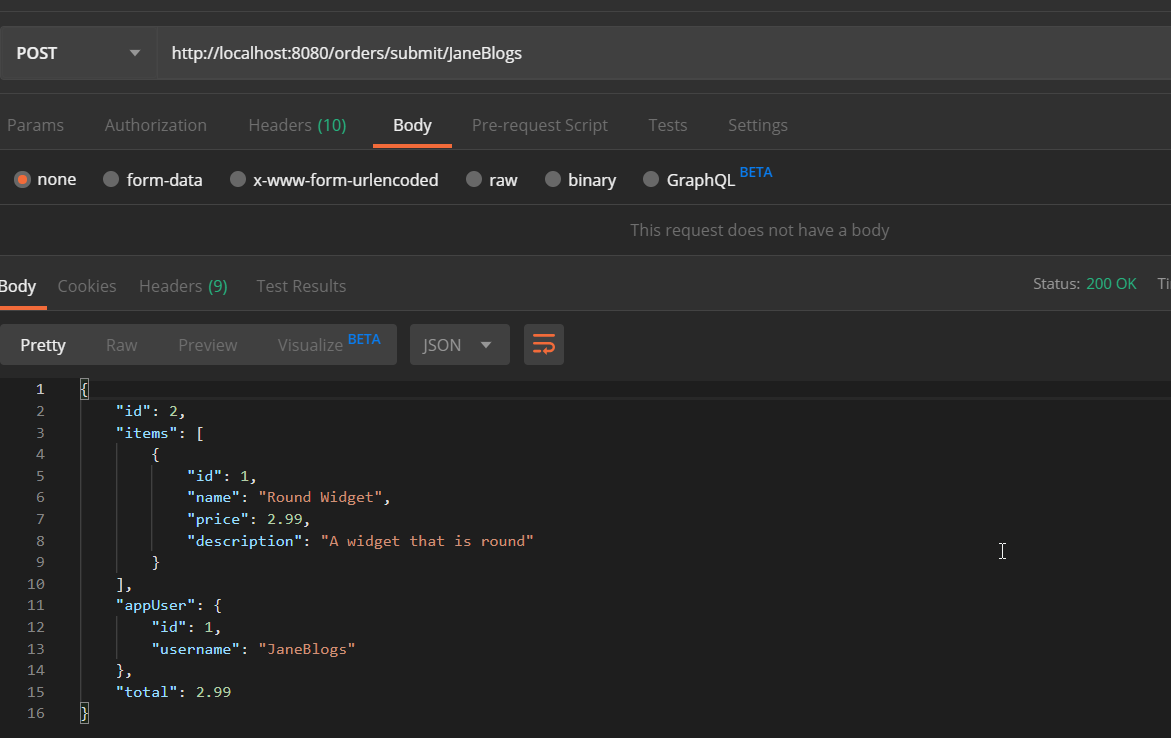 POST http://localhost:8080/orders/submit/JaneBlogs
Params Authorization Headers (10) Body Pre-request Script Tests Settings
none form-data x-www-form-urlencoded raw binary GraphQL BETA
This request does not have a body
Body Cookies Headers (9) Test Results Status: 200 OK Ti
Pretty Raw Preview Visualize BETA JSON
1 {
2 "id": 2,
3 "items": [
4 {
5 "id": 1,
6 "name": "Round Widget",
7 "price": 2.99,
8 "description": "A widget that is round"
9 }
10 ],
11 "appUser": {
12 "id": 1,
13 "username": "JaneBlogs"
14 },
15 "total": 2.99
16 }